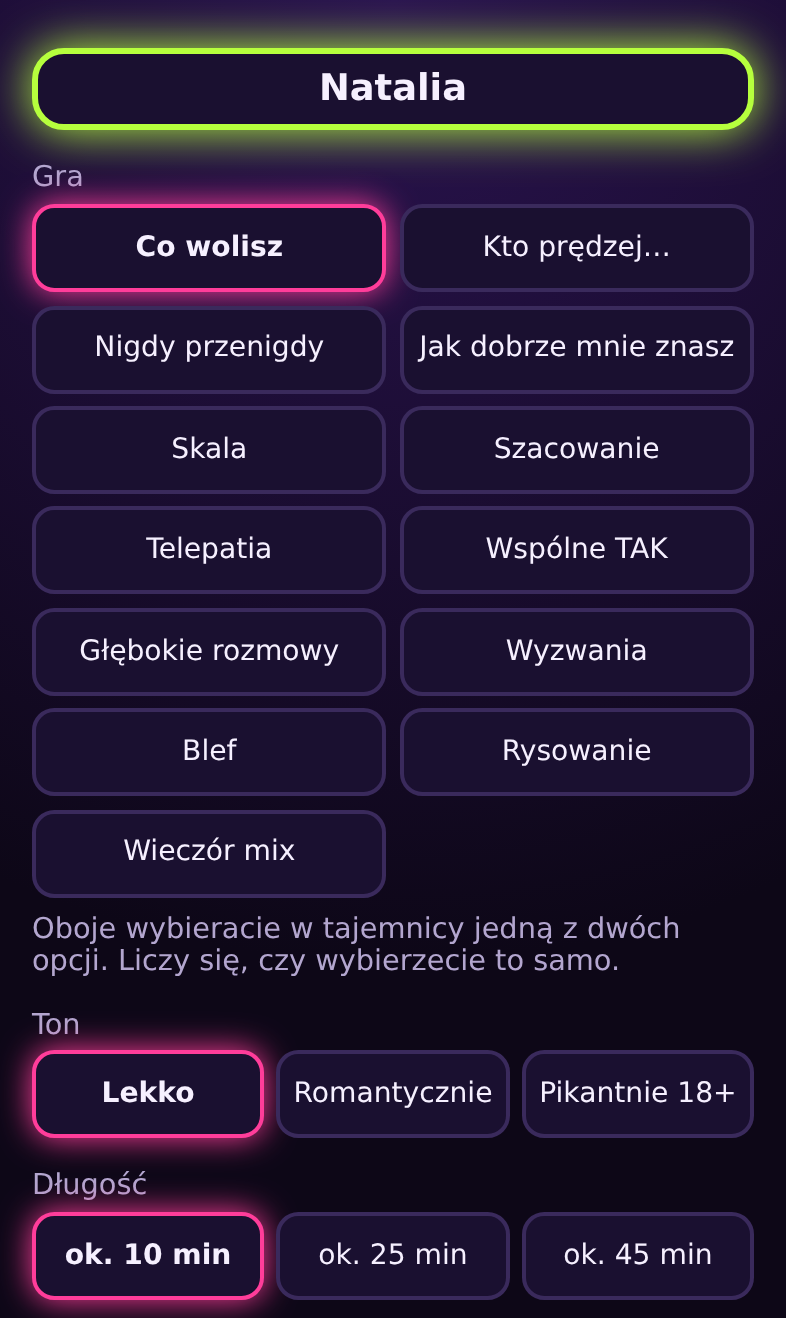 Natalia
Gra
Co wolisz
Kto prędzej...
Nigdy przenigdy
Jak dobrze mnie znasz
Skala
Szacowanie
Telepatia
Wspólne TAK
Głębokie rozmowy
Wyzwania
Blef
Rysowanie
Wieczór mix
Oboje wybieracie w tajemnicy jedną z dwóch
opcji. Liczy się, czy wybierzecie to samo.
Ton
Lekko
Romantycznie
Pikantnie 18+
Długość
ok. 10 min
ok. 25 min
ok. 45 min